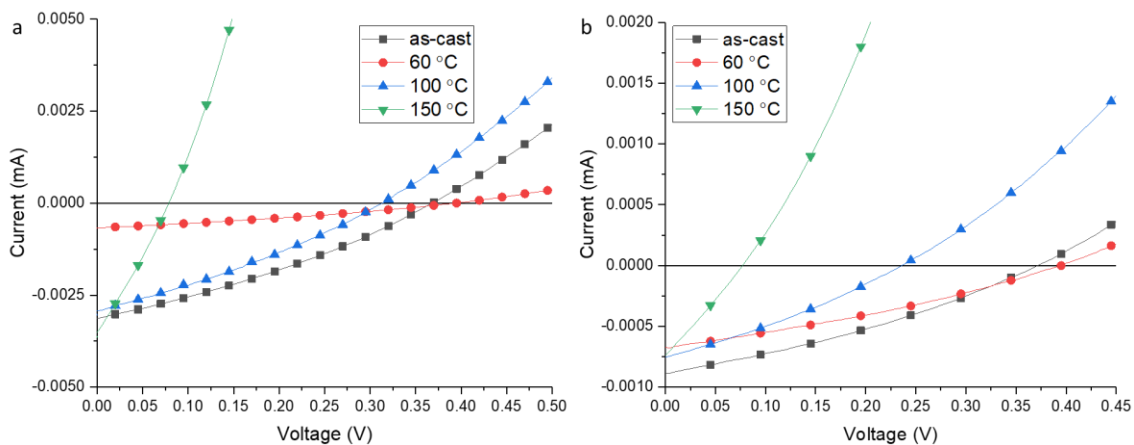 a
0.0050
0.0025
0.0000
-0.0025
-0.0050
Current (mA)
as-cast
60 °C
100 °C
150 °C
0.00 0.05 0.10 0.15 0.20 0.25 0.30 0.35 0.40 0.45 0.50
Voltage (V)
b
0.0020
0.0015
0.0010
0.0005
0.0000
-0.0005
-0.0010
Current (mA)
as-cast
60 °C
100 °C
150 °C
0.00 0.05 0.10 0.15 0.20 0.25 0.30 0.35 0.40 0.45
Voltage (V)